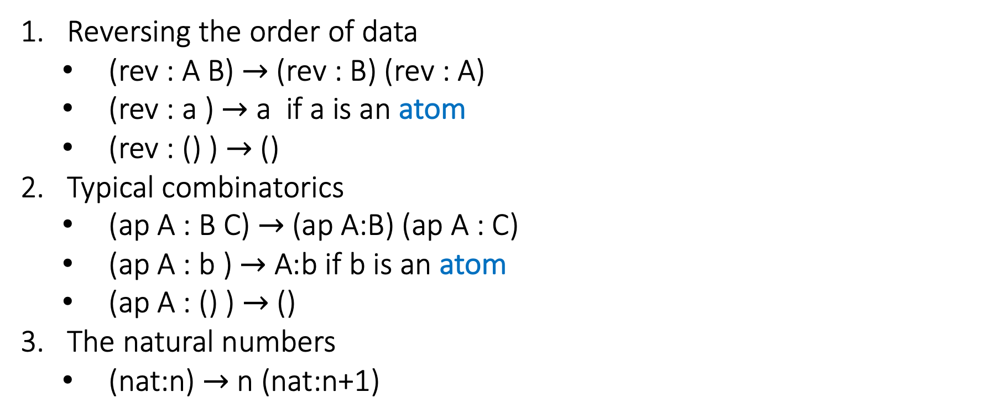 1. Reversing the order of data
• (rev : A B) → (rev : B) (rev : A)
• (rev : a ) → a if a is an atom
• (rev : () ) → ()
2. Typical combinatorics
• (ap A : B C) → (ap A:B) (ap A : C)
• (ap A : b ) → A:b if b is an atom
• (ap A : () ) → ()
3. The natural numbers
• (nat:n) → n (nat:n+1)